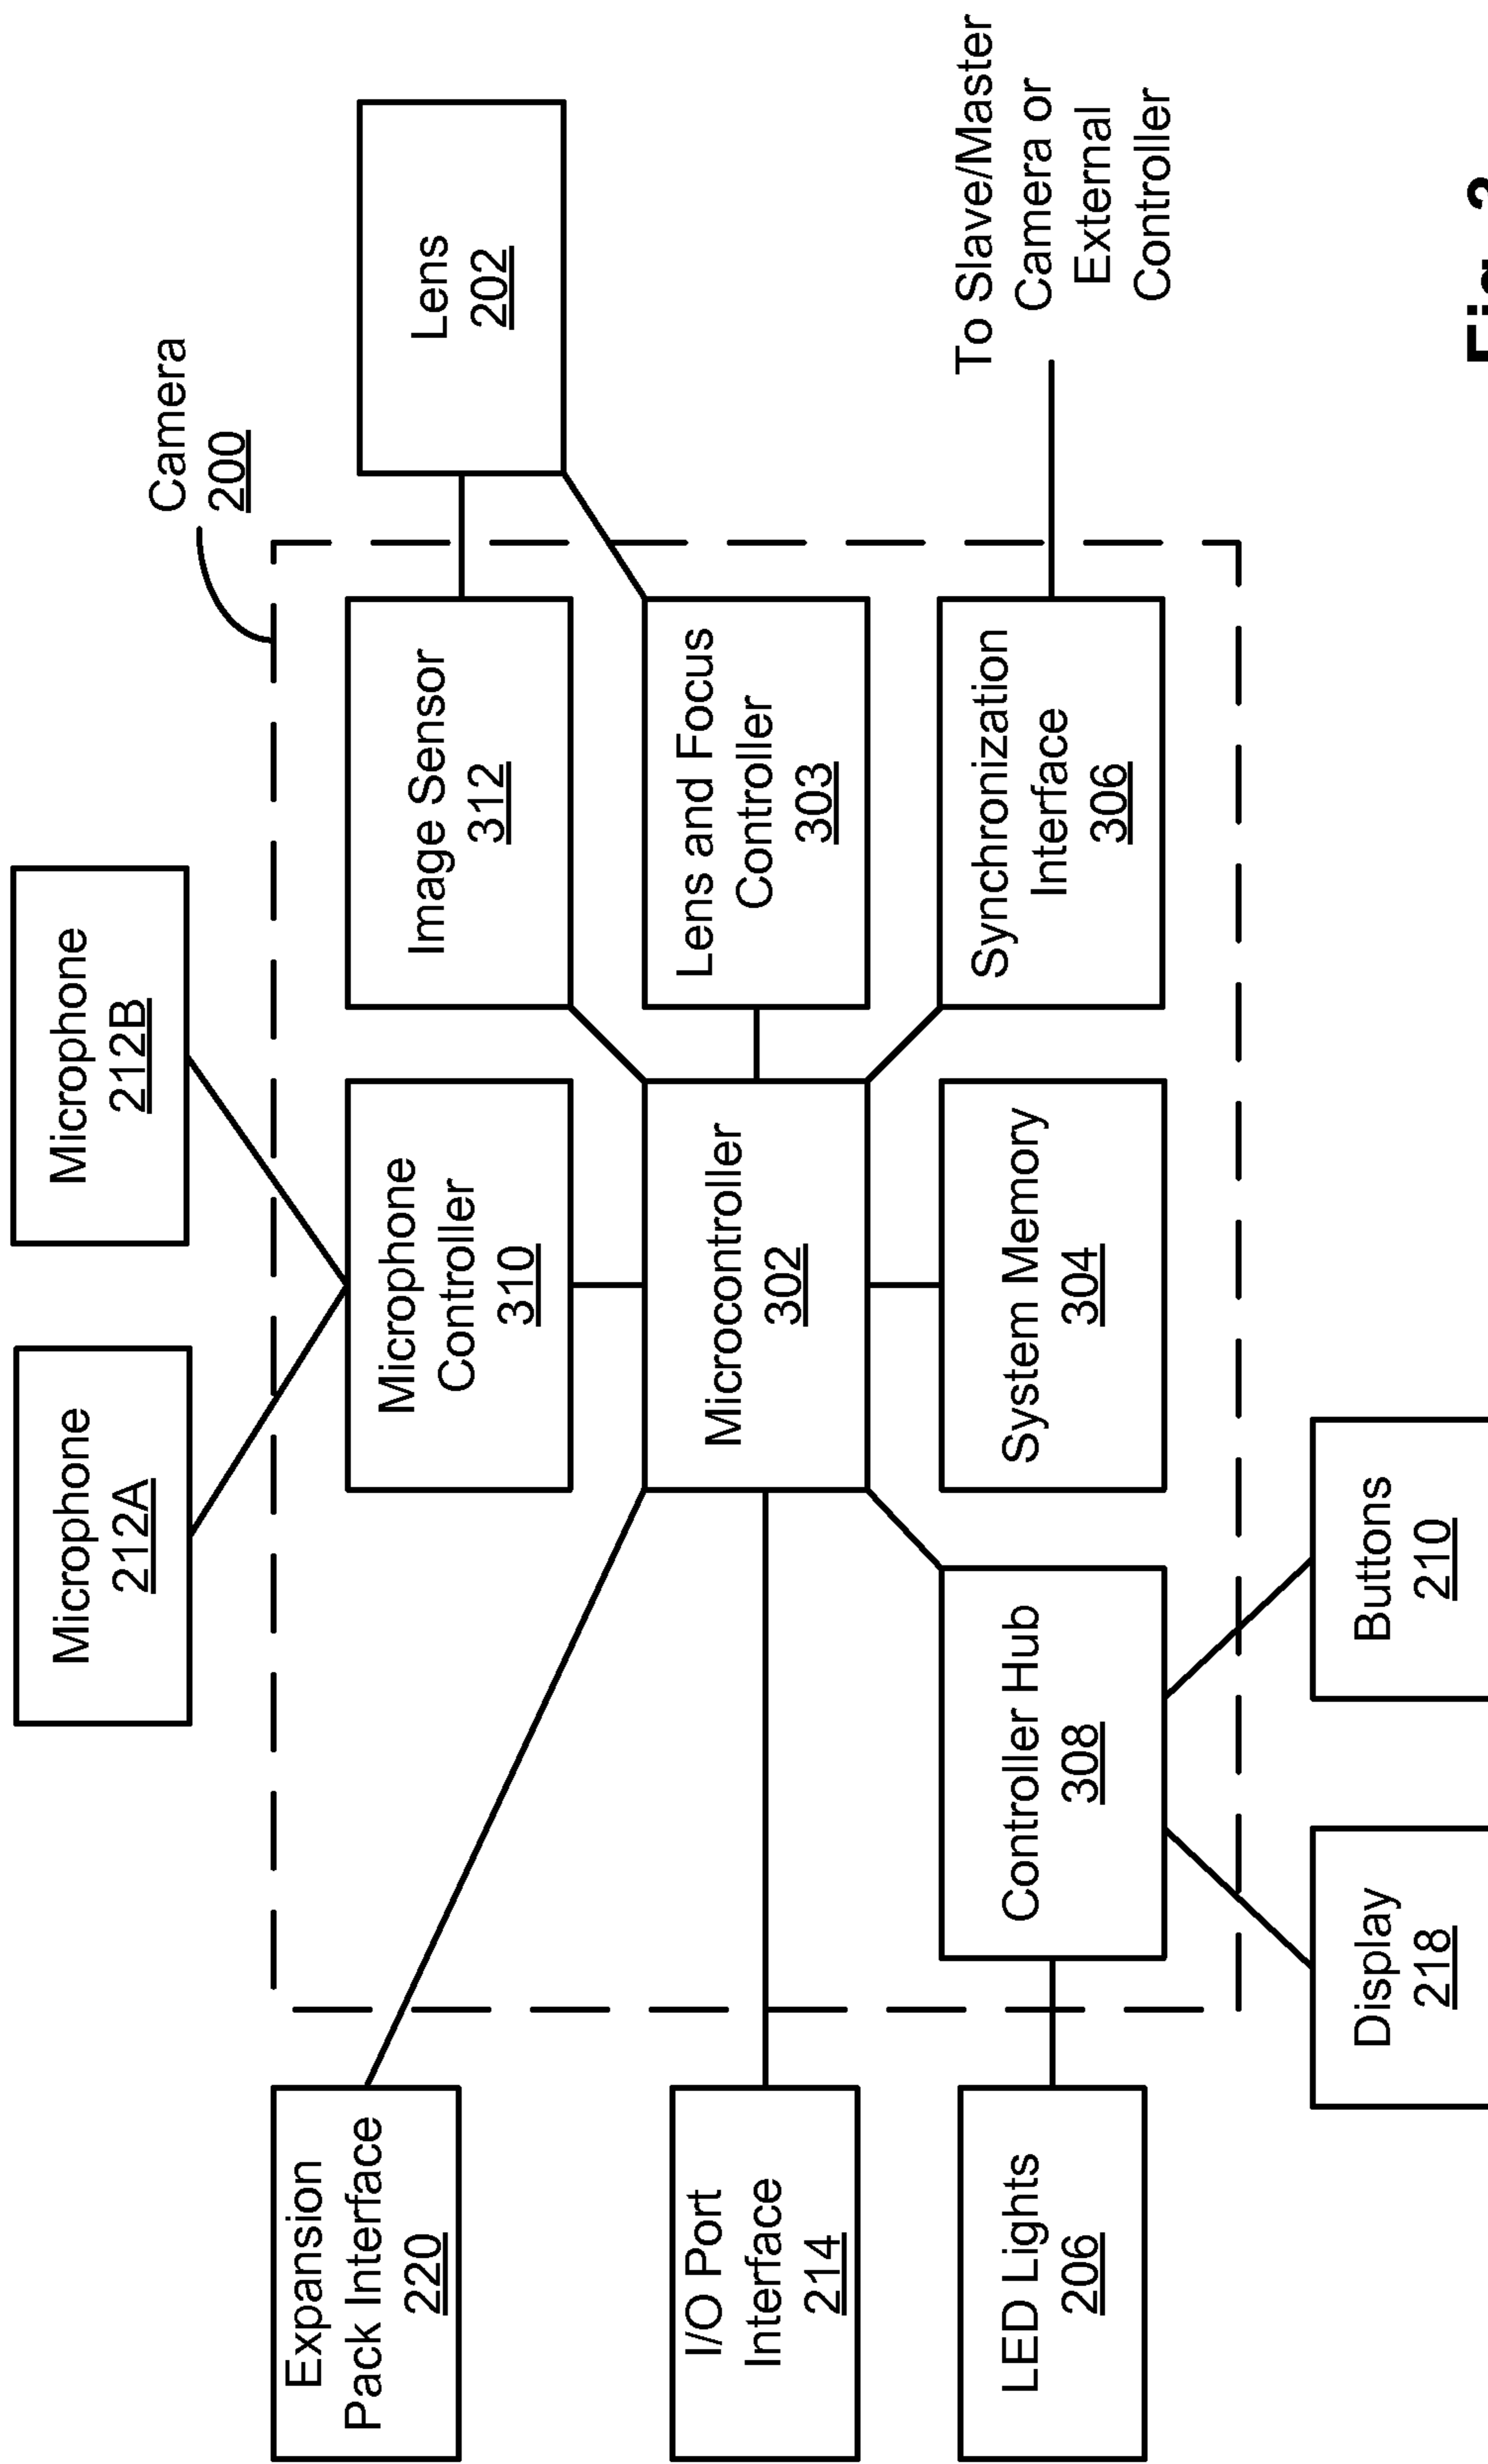 Microphone
212A
Microphone
212B
Camera
200
Expansion
Pack Interface
220
Microphone
Controller
310
Image Sensor
312
Lens
202
I/O Port
Interface
214
Microcontroller
302
Lens and Focus
Controller
303
LED Lights
206
Controller Hub
308
System Memory
304
Synchronization
Interface
306
To Slave/Master
Camera or
External
Controller
Display
218
Buttons
210
Fig.